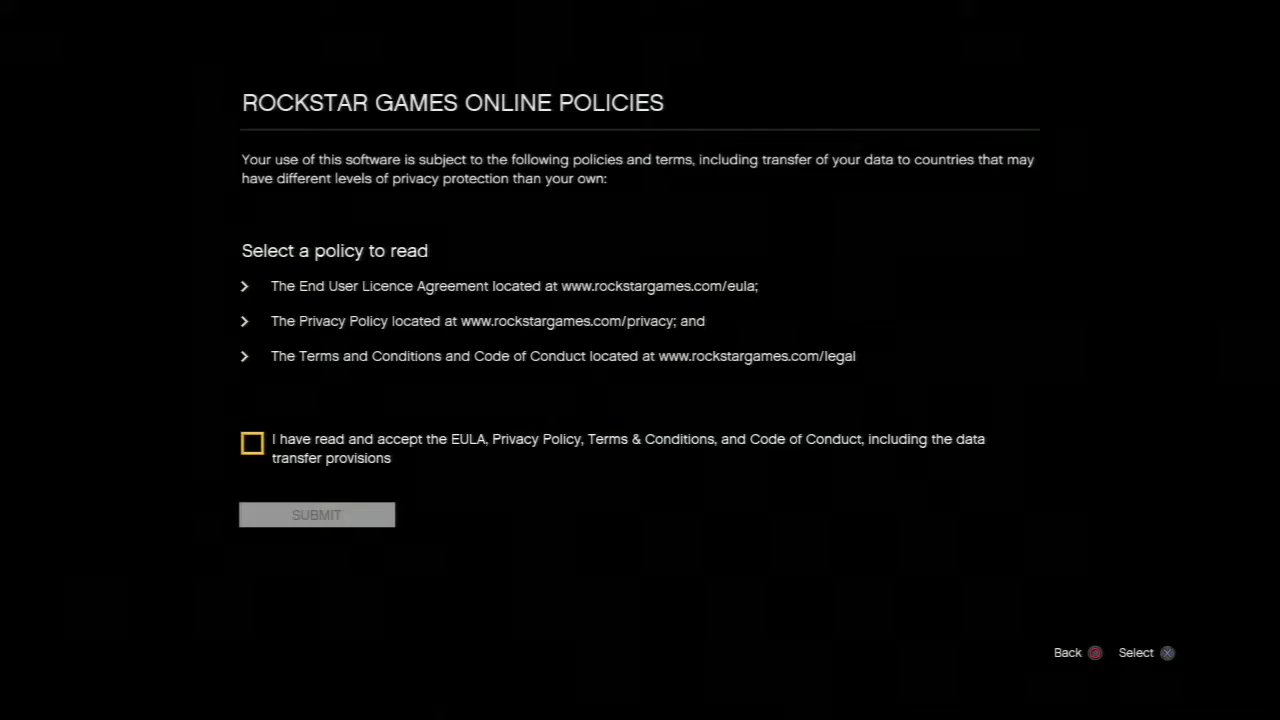 ROCKSTAR GAMES ONLINE POLICIES
Your use of this software is subject to the following policies and terms, including transfer of your data to countries that may
have different levels of privacy protection than your own:
Select a policy to read
The End User Licence Agreement located at www.rockstargames.com/eula;
The Privacy Policy located at www.rockstargames.com/privacy; and
The Terms and Conditions and Code of Conduct located at www.rockstargames.com/legal
I have read and accept the EULA, Privacy Policy, Terms & Conditions, and Code of Conduct, including the data
transfer provisions
SUBMIT
Back Select